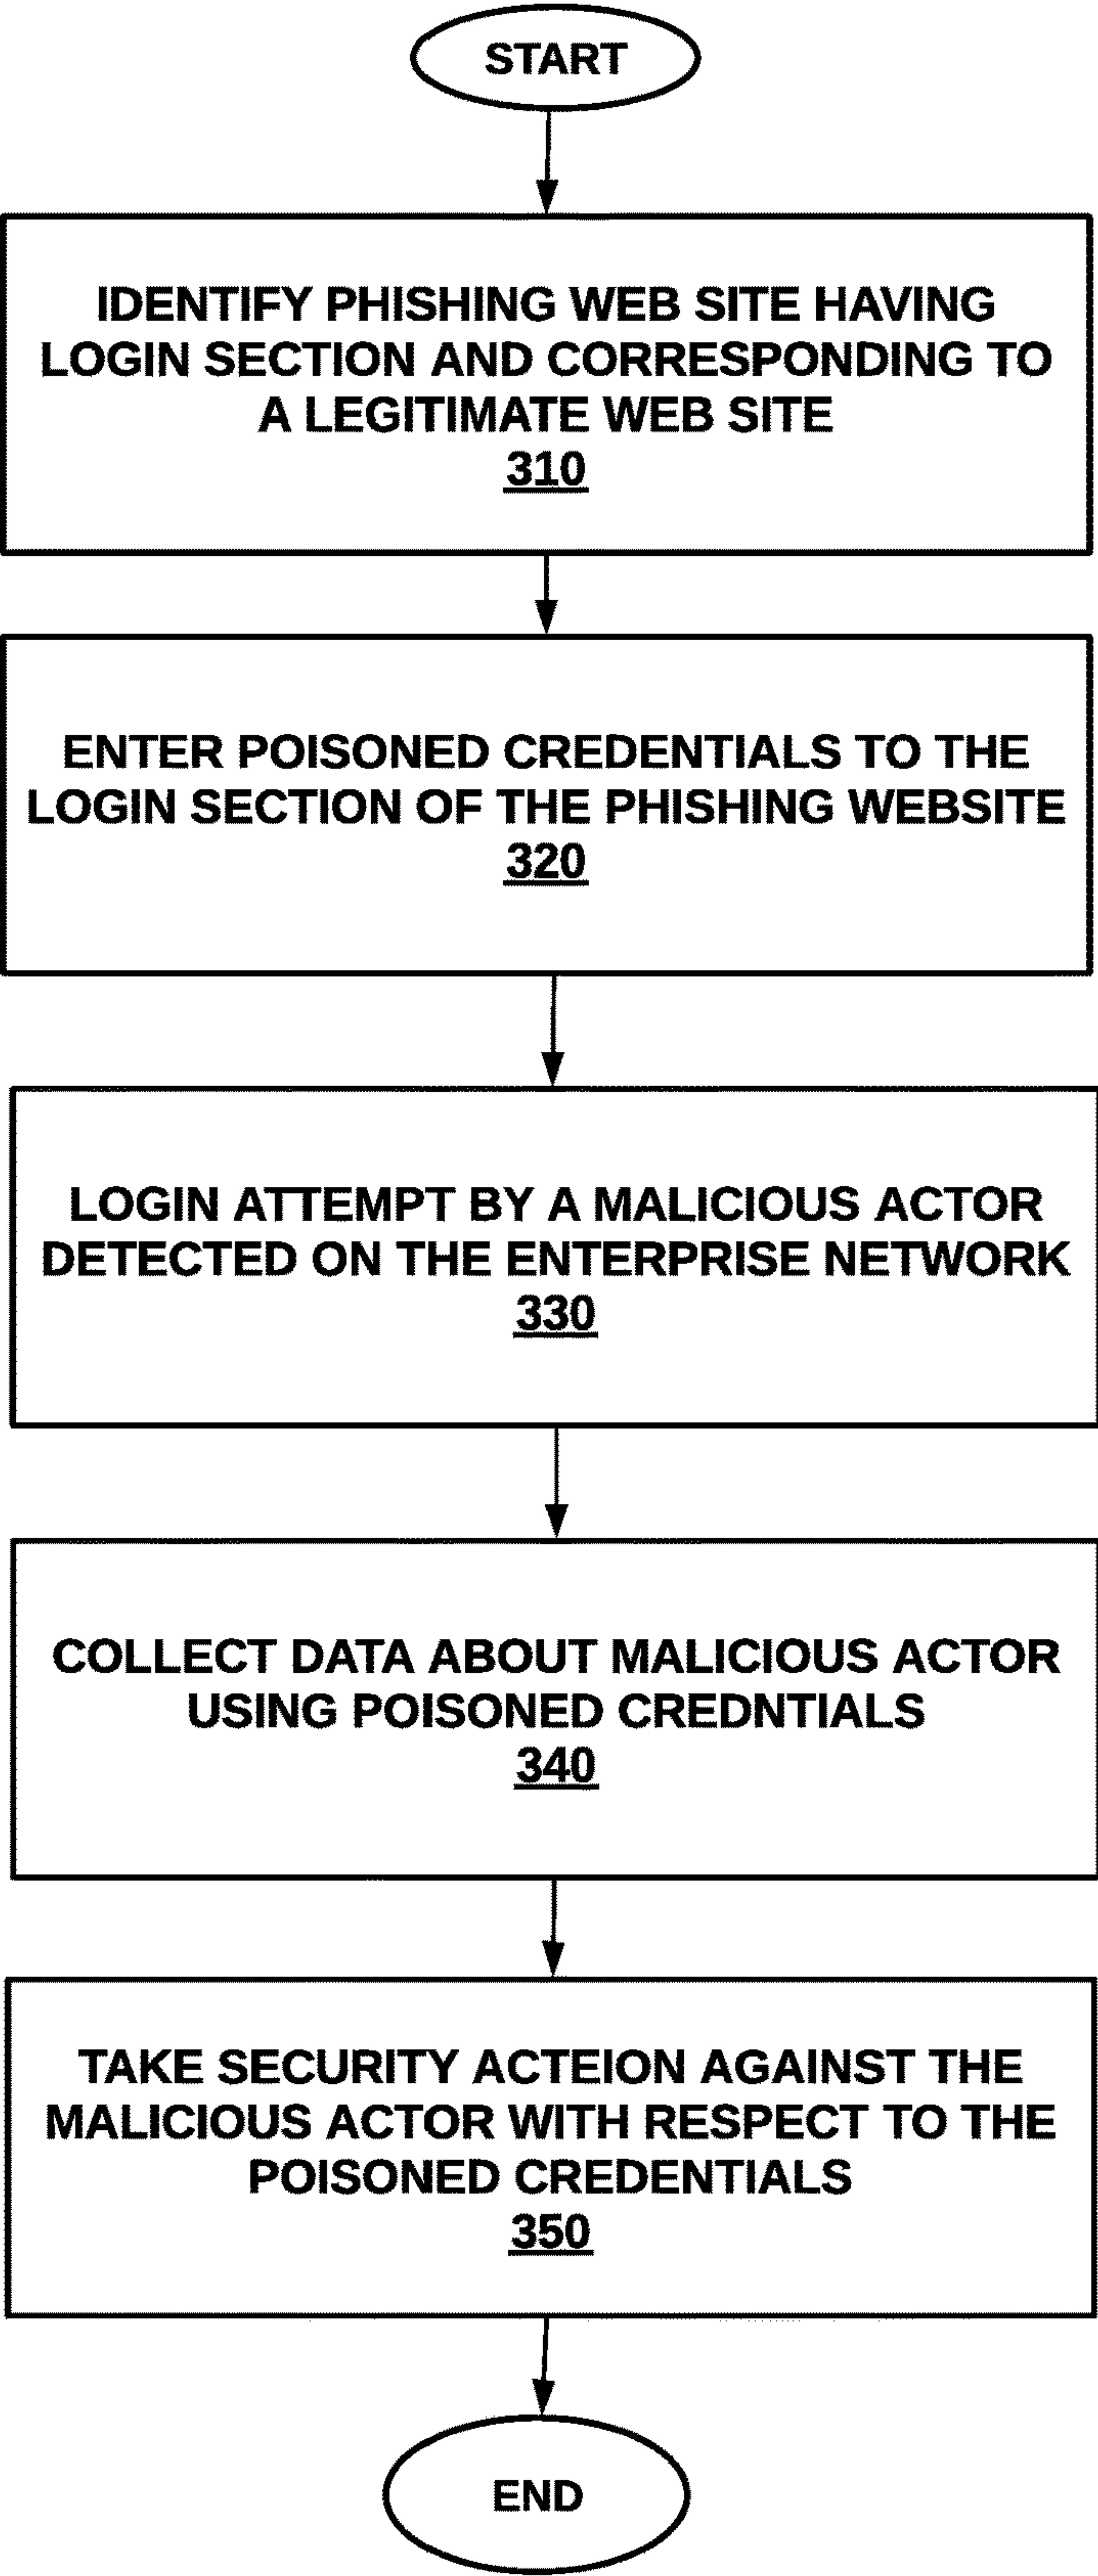 START
IDENTIFY PHISHING WEB SITE HAVING
LOGIN SECTION AND CORRESPONDING TO
A LEGITIMATE WEB SITE
310
ENTER POISONED CREDENTIALS TO THE
LOGIN SECTION OF THE PHISHING WEBSITE
320
LOGIN ATTEMPT BY A MALICIOUS ACTOR
DETECTED ON THE ENTERPRISE NETWORK
330
COLLECT DATA ABOUT MALICIOUS ACTOR
USING POISONED CREDNTIALS
340
TAKE SECURITY ACTEION AGAINST THE
MALICIOUS ACTOR WITH RESPECT TO THE
POISONED CREDENTIALS
350
END